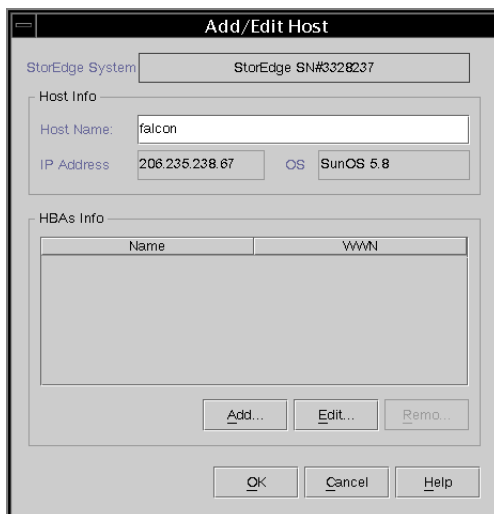 Add/Edit Host
StorEdge System StorEdge SN#3328237
Host Info
Host Name: falcon
IP Address 206.235.238.67 OS SunOS 5.8
HBAs Info
Name WWN
Add... Edit... Remo...
OK Cancel Help